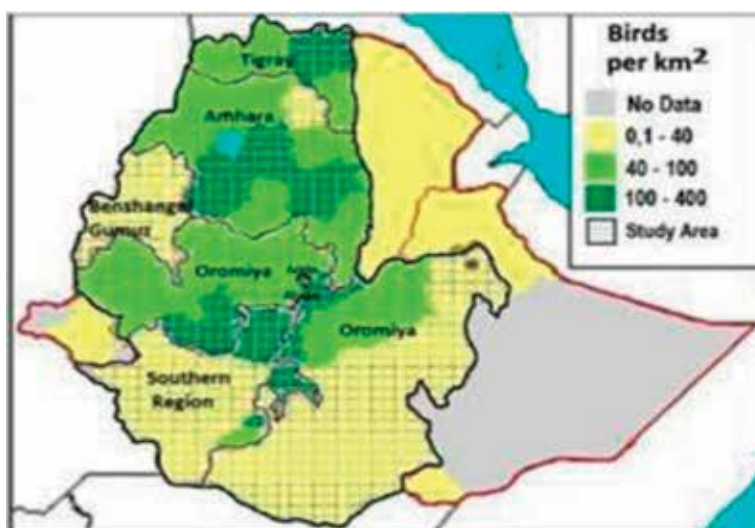 Birds
per km²
No Data
0,1 - 40
40 - 100
100 - 400
Study Area
Tigray
Amhara
Benshangul
Gumuz
Oromiya
Oromiya
Southern
Region